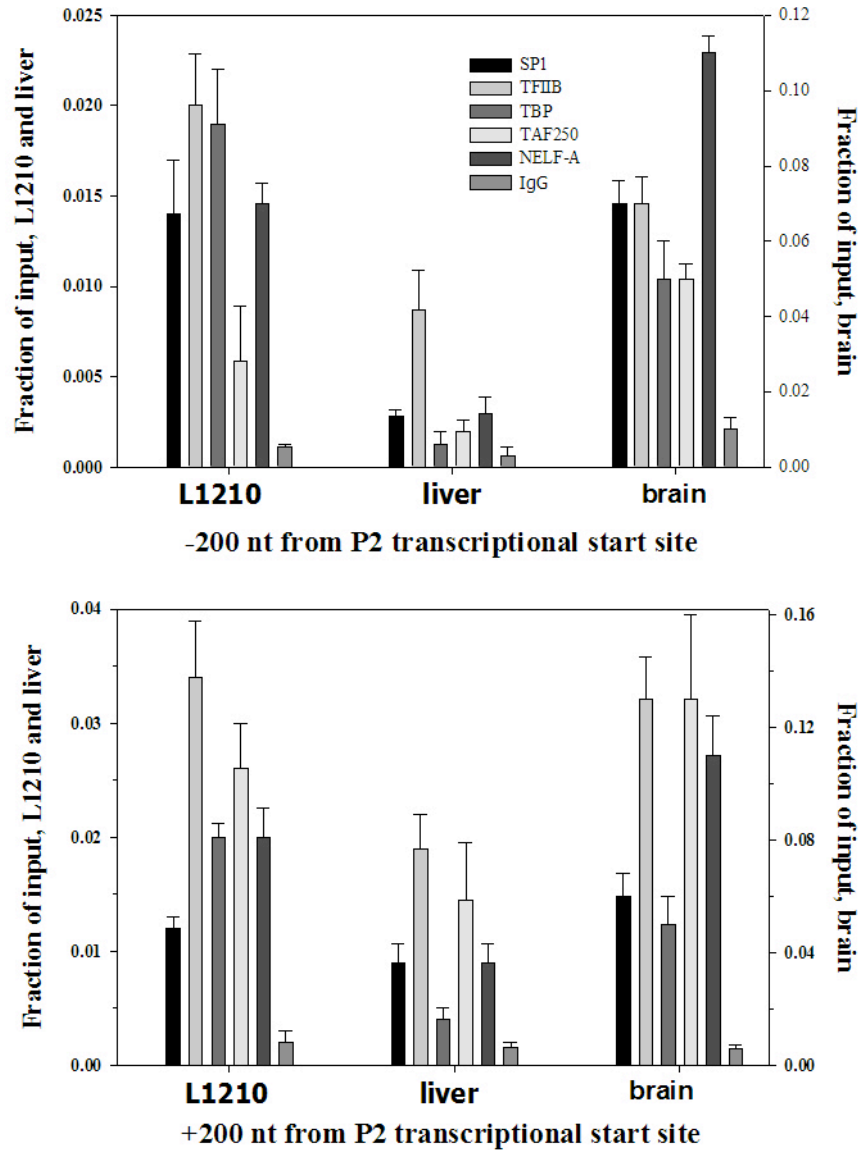 Fraction of input, L1210 and liver
0.025
0.020
0.015
0.010
0.005
0.000
SP1
TFIIB
TBP
TAF250
NELF-A
IgG
0.12
0.10
0.08
0.06
0.04
0.02
0.00
Fraction of input, brain
L1210 liver brain
-200 nt from P2 transcriptional start site
Fraction of input, L1210 and liver
0.04
0.03
0.02
0.01
0.00
0.16
0.12
0.08
0.04
0.00
Fraction of input, brain
L1210 liver brain
+200 nt from P2 transcriptional start site